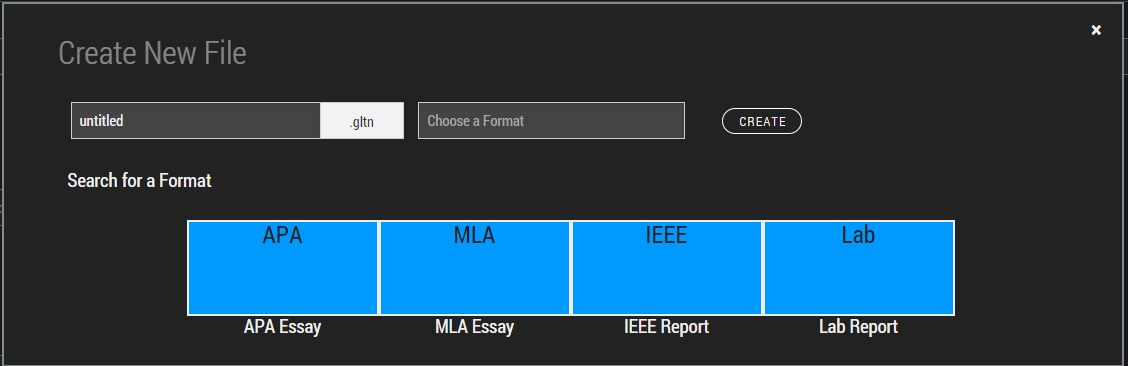 Create New File
×
untitled .gltn Choose a Format CREATE
Search for a Format
APA MLA IEEE Lab
APA Essay MLA Essay IEEE Report Lab Report